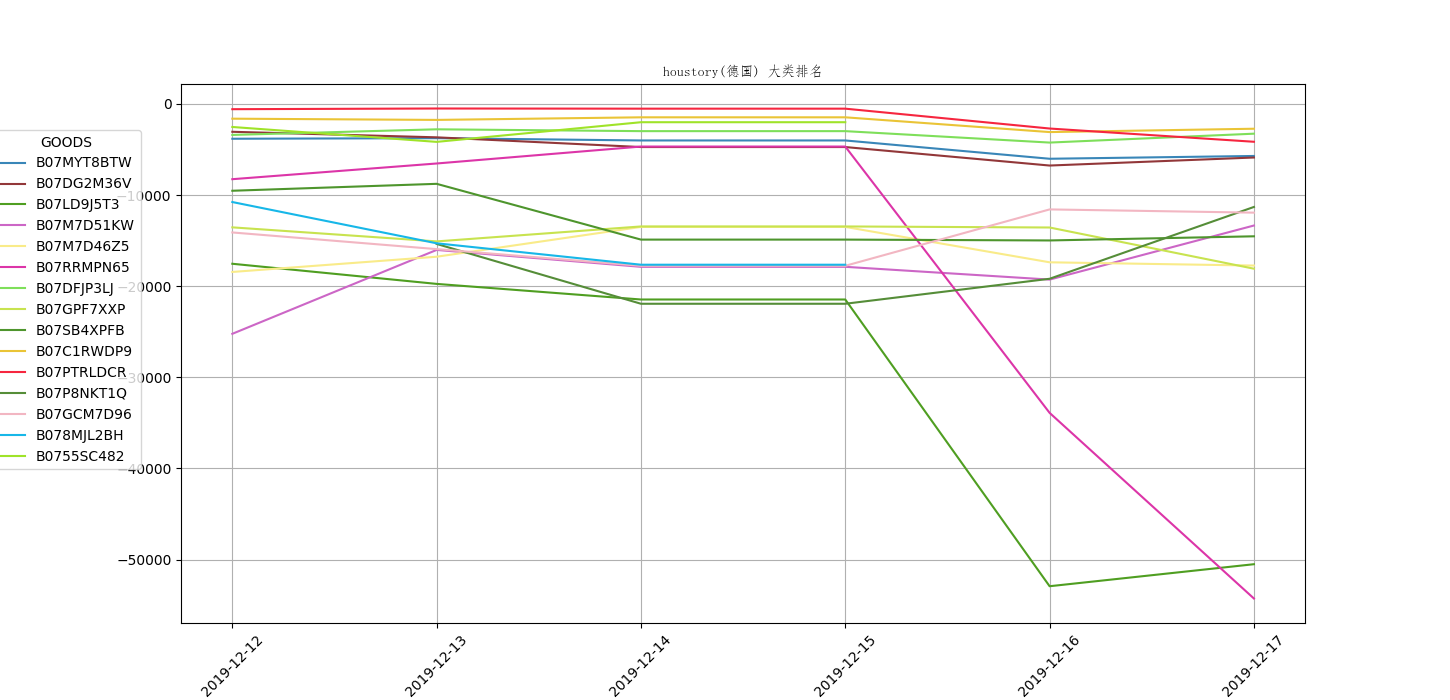 houstory(德国) 大类排名
0
−10000
−20000
−30000
−40000
−50000
GOODS
B07MYT8BTW
B07DG2M36V
B07LD9J5T3
B07M7D51KW
B07M7D46Z5
B07RRMPN65
B07DFJP3LJ
B07GPF7XXP
B07SB4XPFB
B07C1RWDP9
B07PTRLDCR
B07P8NKT1Q
B07GCM7D96
B078MJL2BH
B0755SC482
2019-12-12
2019-12-13
2019-12-14
2019-12-15
2019-12-16
2019-12-17